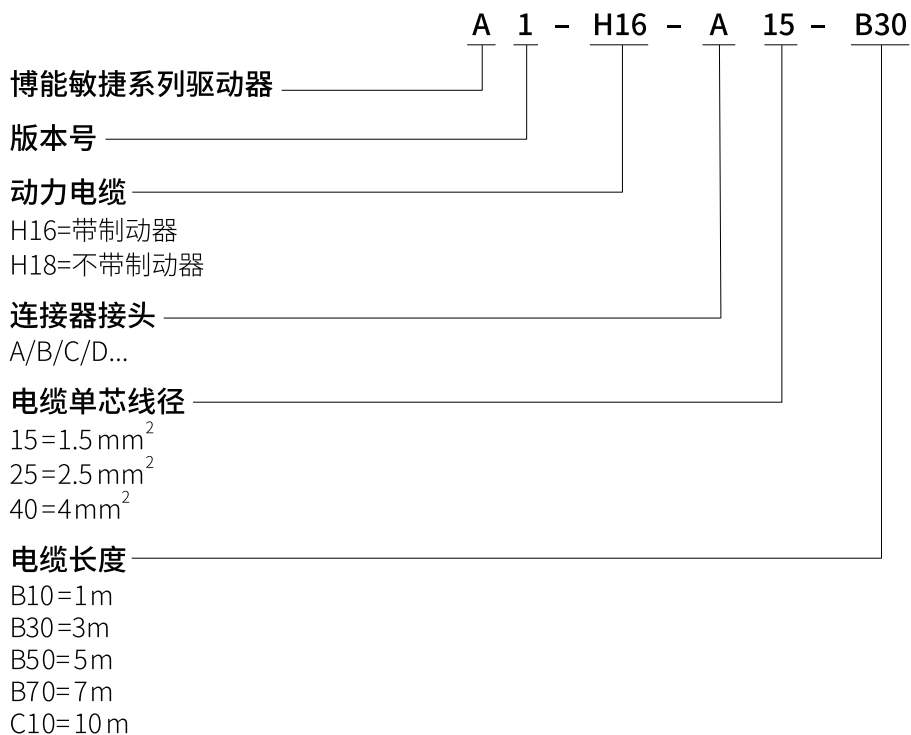 A 1 - H16 - A 15 - B30
博能敏捷系列驱动器
版本号
动力电缆
H16=带制动器
H18=不带制动器
连接器接头
A/B/C/D...
电缆单芯线径
15=1.5mm²
25=2.5mm²
40=4mm²
电缆长度
B10=1m
B30=3m
B50=5m
B70=7m
C10=10m